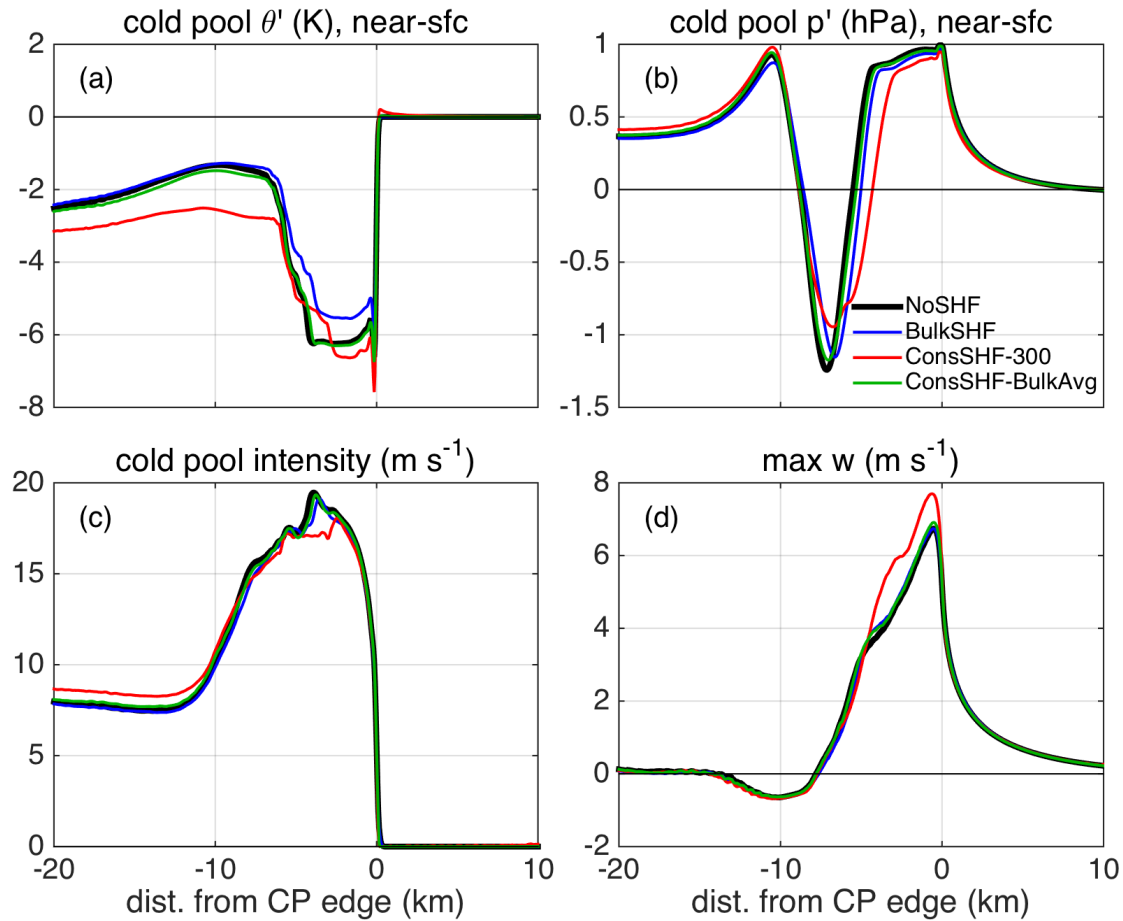 cold pool θ' (K), near-sfc
(a)
2
0
-2
-4
-6
-8
cold pool p' (hPa), near-sfc
(b)
1
0.5
0
-0.5
-1
-1.5
NoSHF
BulkSHF
ConsSHF-300
ConsSHF-BulkAvg
cold pool intensity (m s⁻¹)
(c)
20
15
10
5
0
-20 -10 0 10
dist. from CP edge (km)
max w (m s⁻¹)
(d)
8
6
4
2
0
-2
-20 -10 0 10
dist. from CP edge (km)